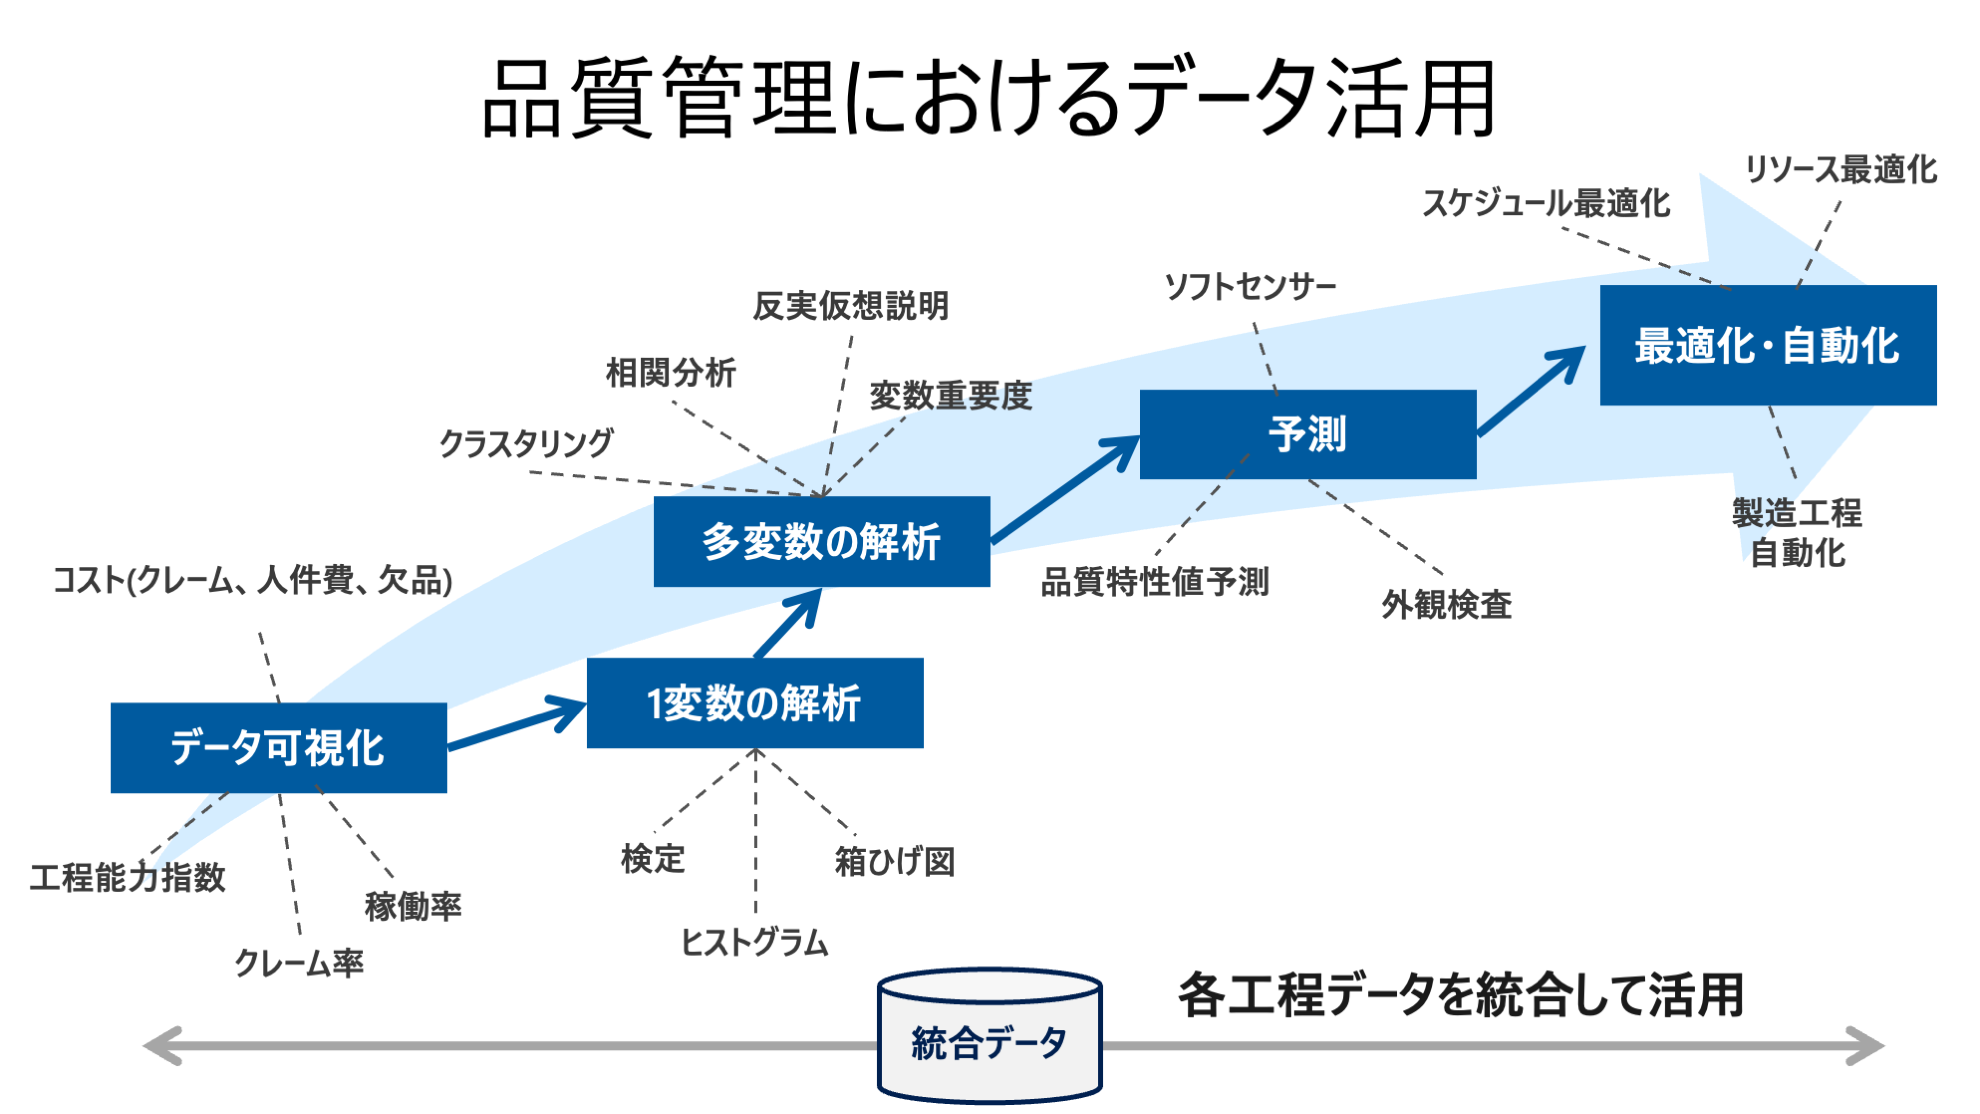 品質管理におけるデータ活用
リソース最適化
スケジュール最適化
ソフトセンサー
反実仮想説明
最適化・自動化
相関分析
変数重要度
クラスタリング
予測
製造工程
自動化
多変数の解析
コスト(クレーム、人件費、欠品)
品質特性値予測
外観検査
1変数の解析
データ可視化
検定
箱ひげ図
工程能力指数
稼働率
ヒストグラム
クレーム率
各工程データを統合して活用
統合データ